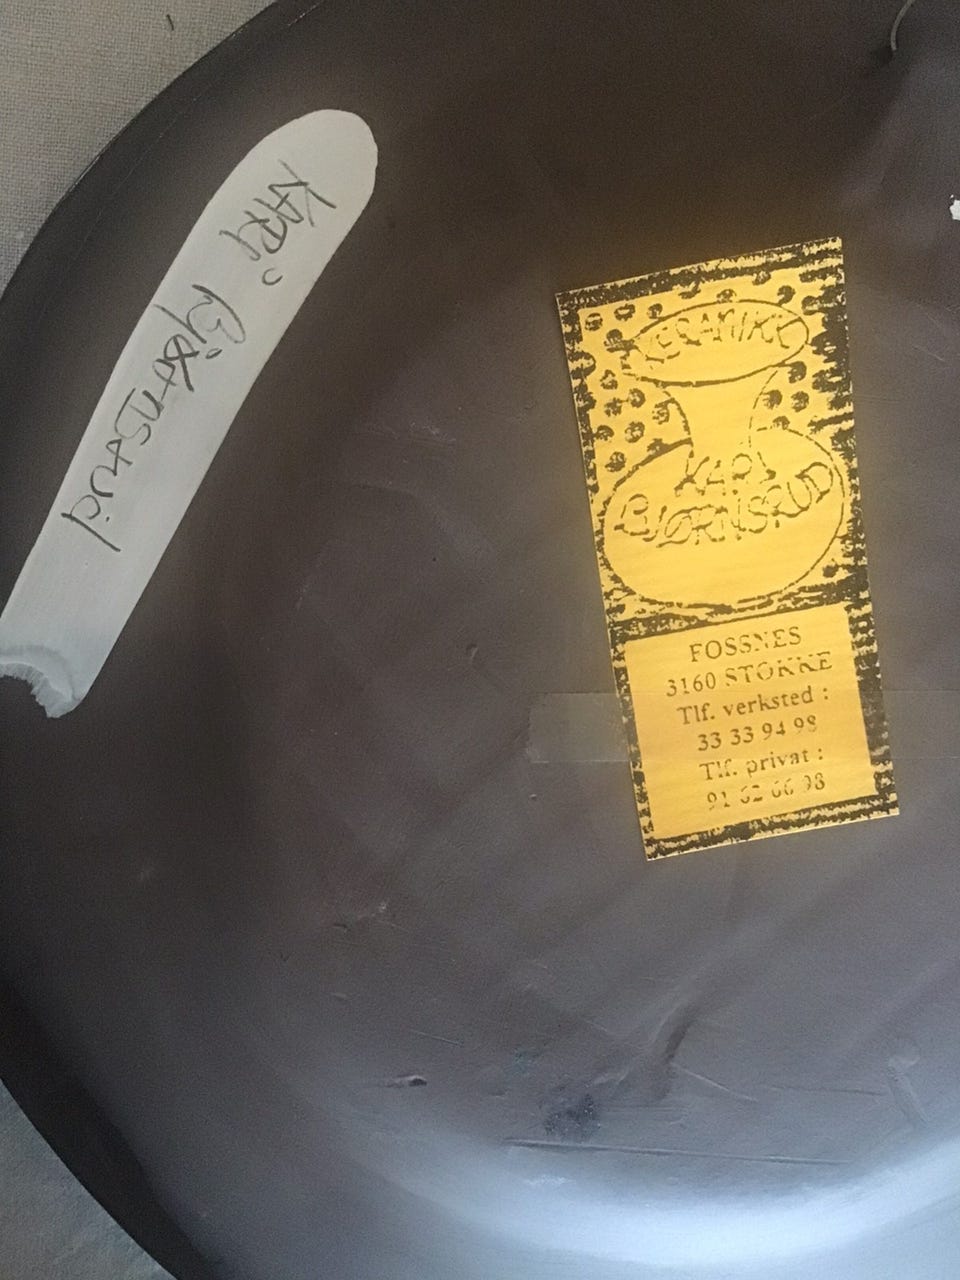 KARi BjØRnSRud
KERAMIKK
KARI
BJØRNSRUD
FOSSNES
3160 STOKKE
Tlf. verksted :
33 33 94 98
Tlf. privat :
91 62 66 98